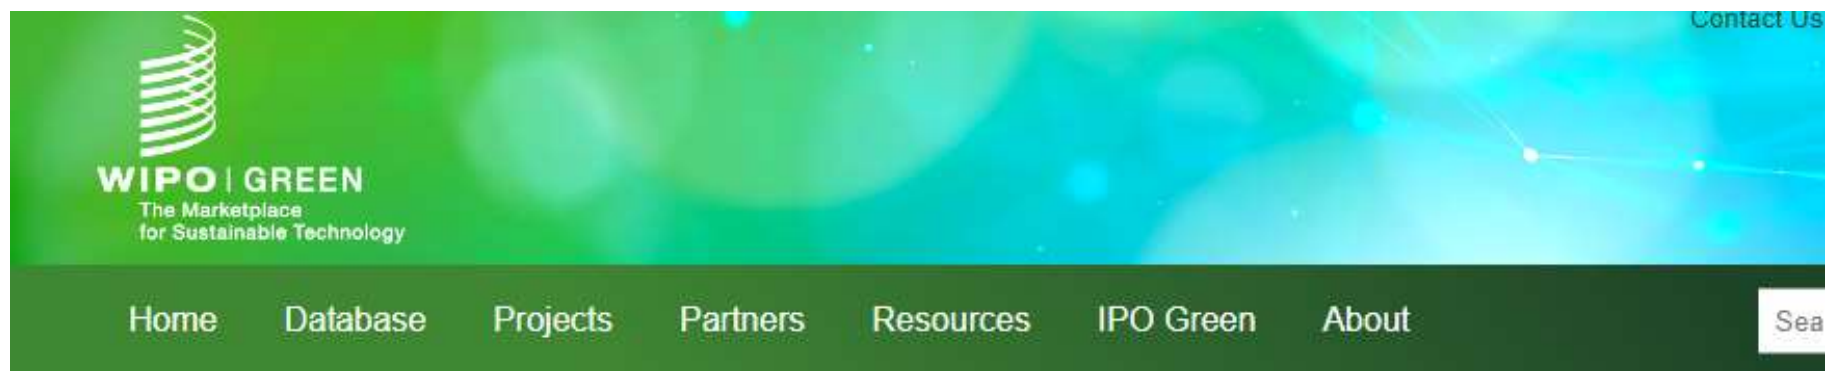 Contact Us
WIPO | GREEN
The Marketplace
for Sustainable Technology
Home Database Projects Partners Resources IPO Green About Sea